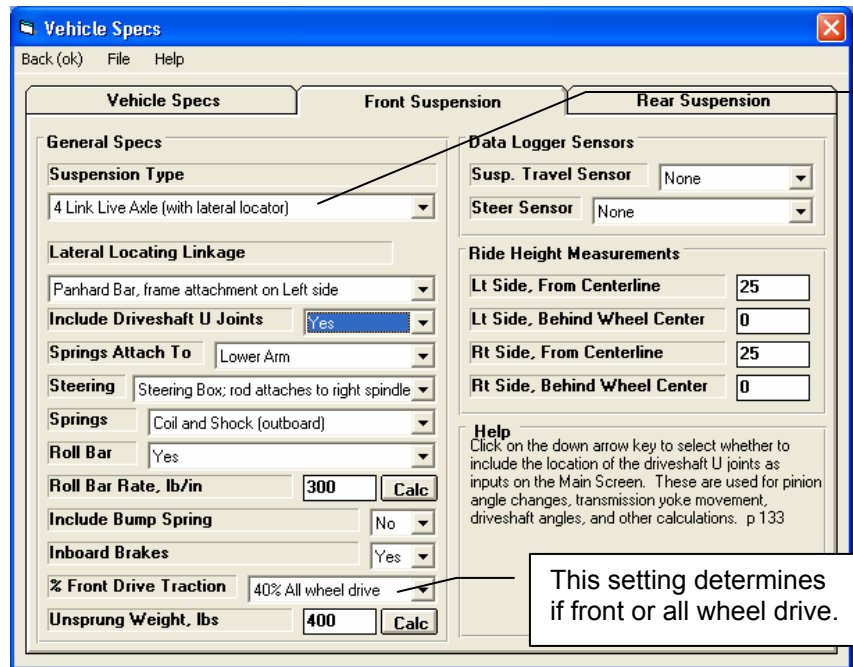 Vehicle Specs
Back (ok) File Help
Vehicle Specs Front Suspension Rear Suspension
General Specs
Suspension Type
4 Link Live Axle (with lateral locator)
Lateral Locating Linkage
Panhard Bar, frame attachment on Left side
Include Driveshaft U Joints Yes
Springs Attach To Lower Arm
Steering Steering Box; rod attaches to right spindle
Springs Coil and Shock (outboard)
Roll Bar Yes
Roll Bar Rate, lb/in 300 Calc
Include Bump Spring No
Inboard Brakes Yes
% Front Drive Traction 40% All wheel drive
Unsprung Weight, lbs 400 Calc
Data Logger Sensors
Susp. Travel Sensor None
Steer Sensor None
Ride Height Measurements
Lt Side, From Centerline 25
Lt Side, Behind Wheel Center 0
Rt Side, From Centerline 25
Rt Side, Behind Wheel Center 0
Help
Click on the down arrow key to select whether to
include the location of the driveshaft U joints as
inputs on the Main Screen. These are used for pinion
angle changes, transmission yoke movement,
driveshaft angles, and other calculations. p 133
This setting determines
if front or all wheel drive.